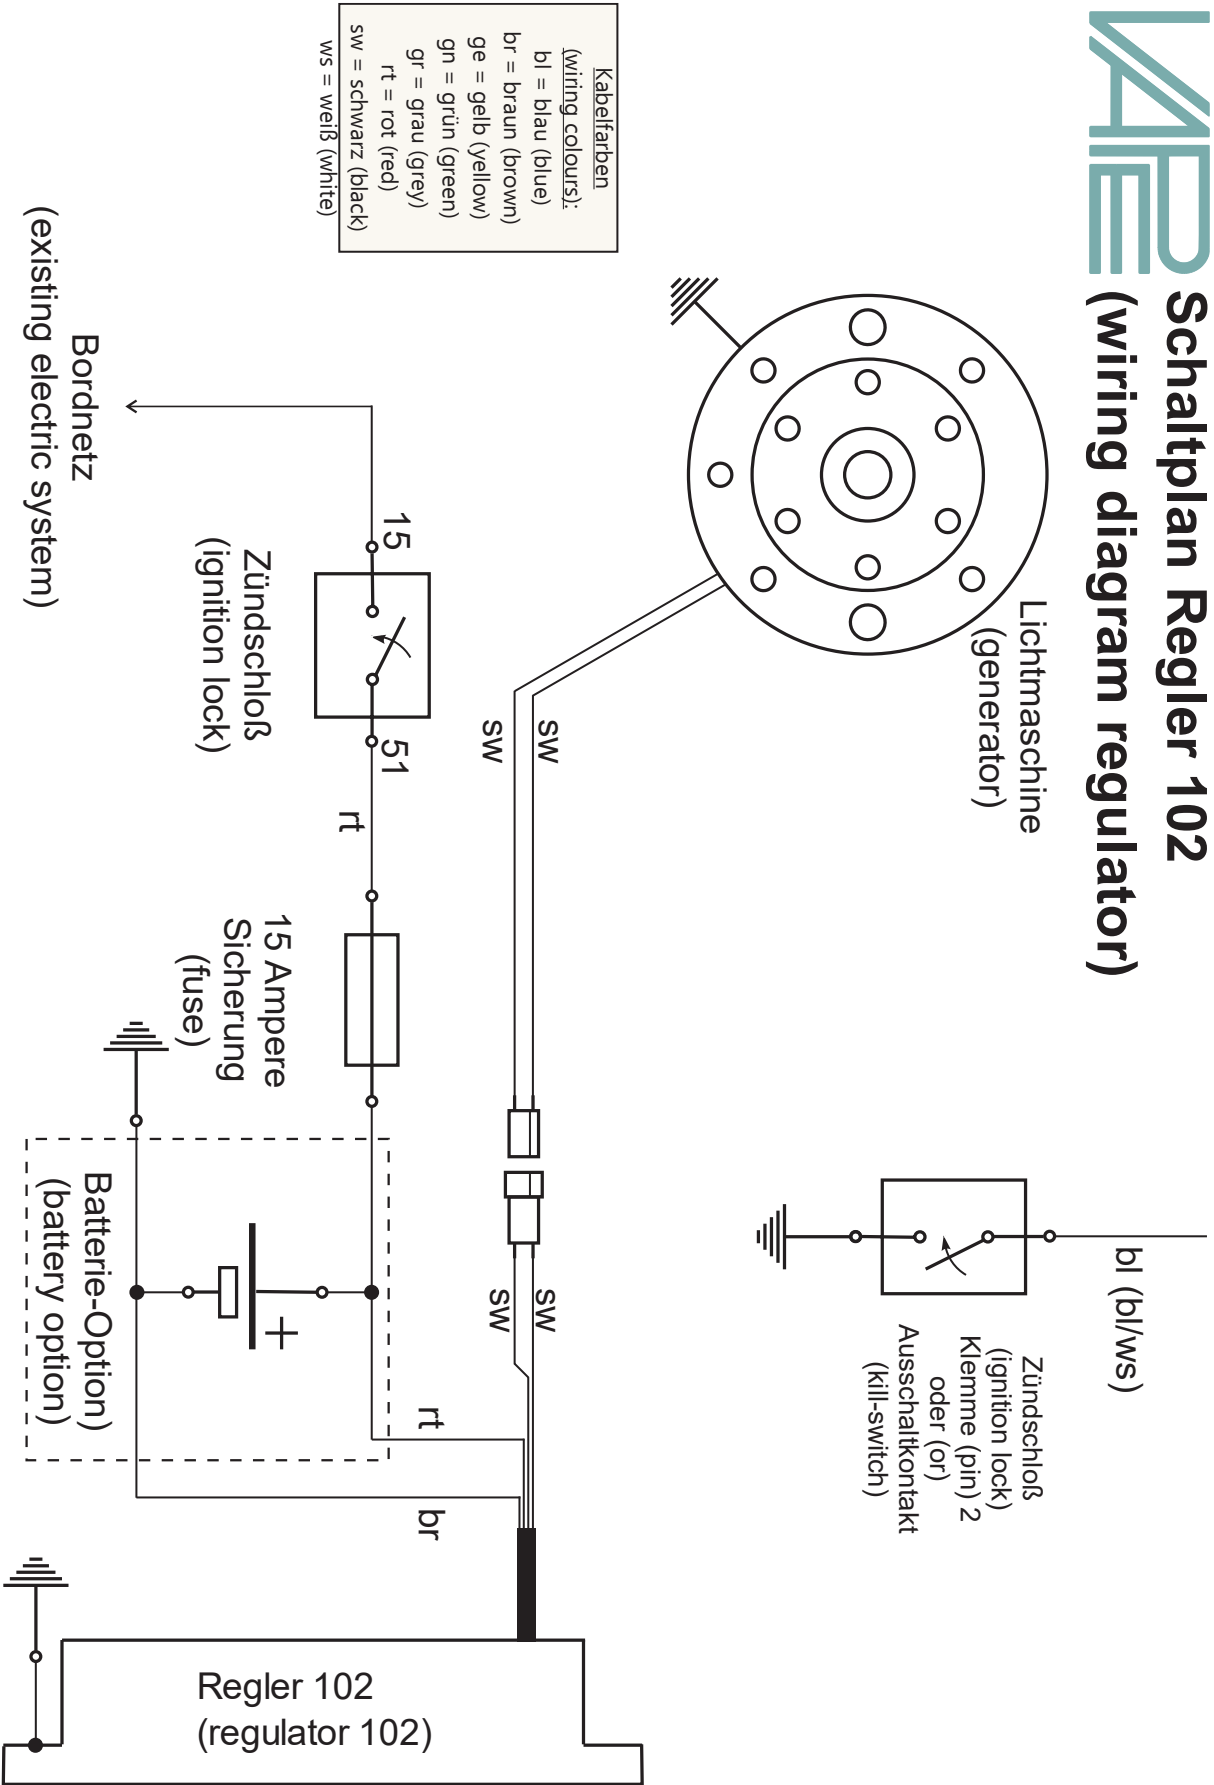 VAPE
Schaltplan Regler 102
(wiring diagram regulator)
Kabelfarben
(wiring colours):
bl = blau (blue)
br = braun (brown)
ge = gelb (yellow)
gn = grün (green)
gr = grau (grey)
rt = rot (red)
sw = schwarz (black)
ws = weiß (white)
Lichtmaschine
(generator)
bl (bl/ws)
Zündschloß
(ignition lock)
Klemme (pin) 2
oder (or)
Ausschaltkontakt
(kill-switch)
sw
sw
sw
sw
Bordnetz
(existing electric system)
15
51
Zündschloß
(ignition lock)
rt
15 Ampere
Sicherung
(fuse)
+
Batterie-Option)
(battery option)
rt
br
Regler 102
(regulator 102)